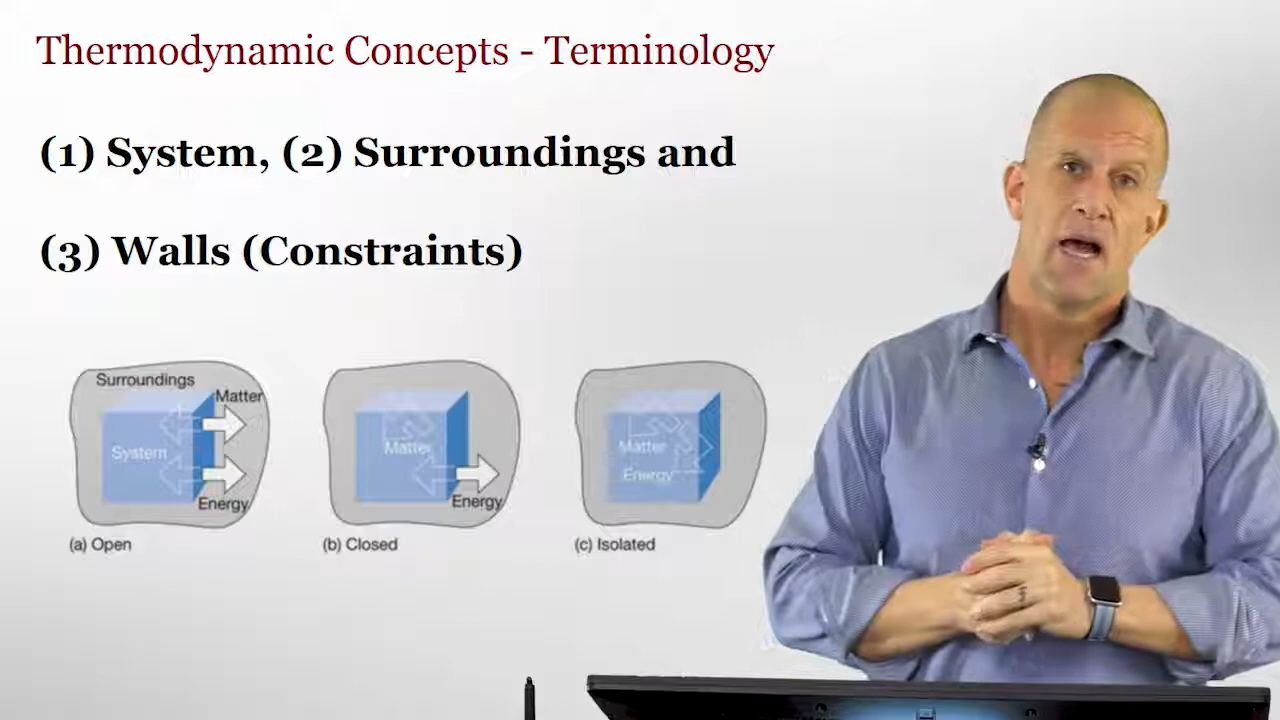 Thermodynamic Concepts - Terminology
(1) System, (2) Surroundings and
(3) Walls (Constraints)
Surroundings
Matter
System
Energy
(a) Open
Matter
Energy
(b) Closed
Matter
Energy
(c) Isolated